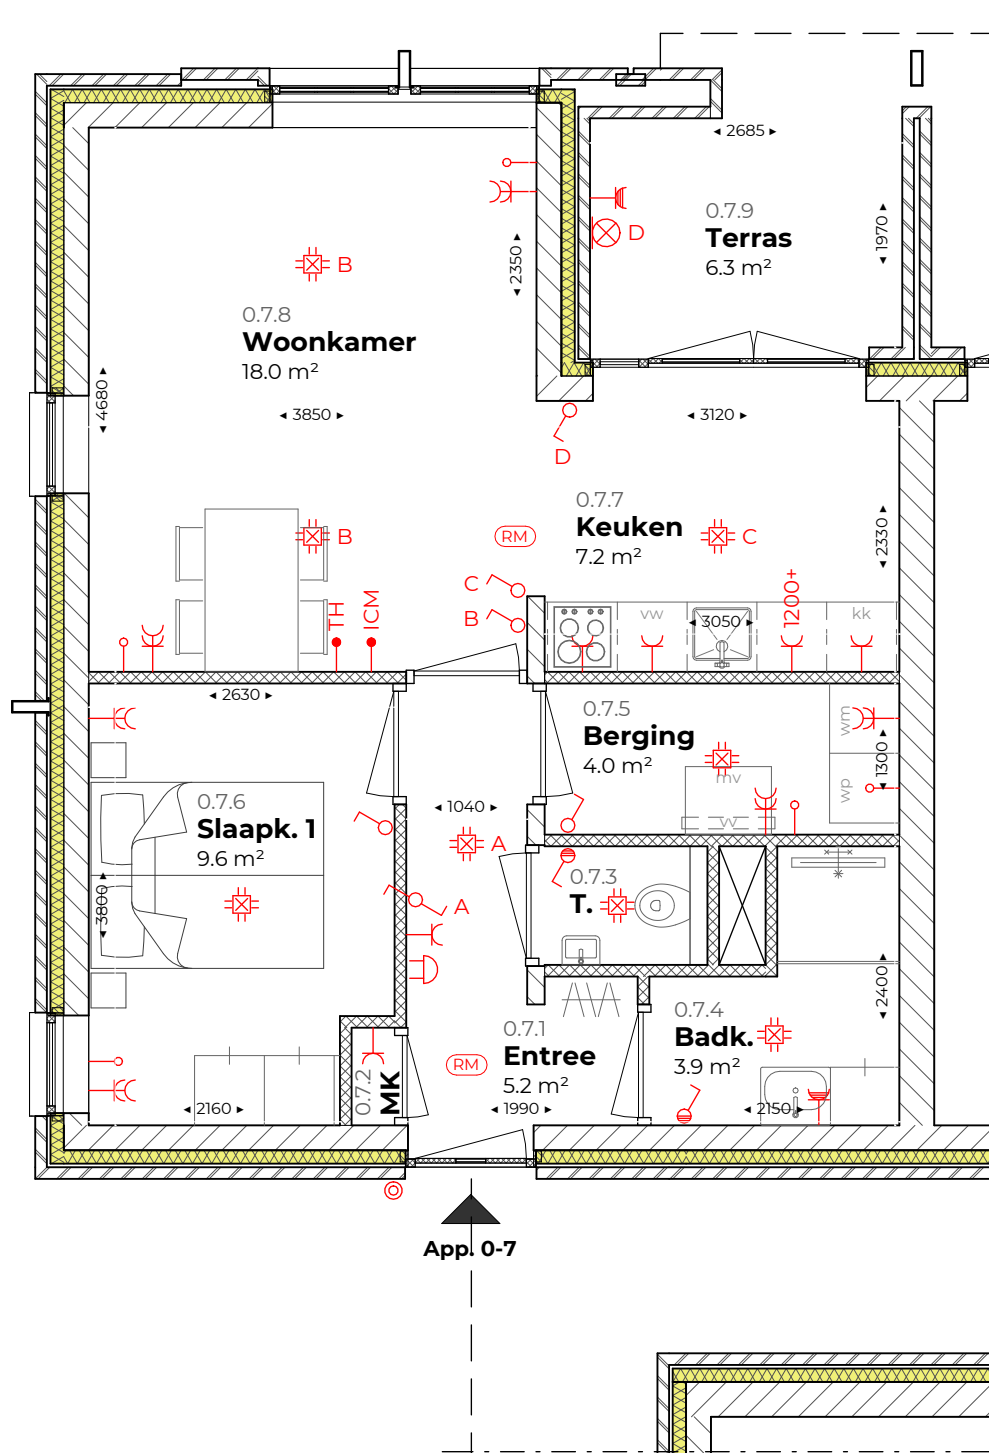 2685
0.7.9
Terras
6.3 m²
D
1970
B
2350
0.7.8
Woonkamer
18.0 m²
4680
3850
3120
D
0.7.7
Keuken
7.2 m²
B
RM
C
2330
C
B
TH
ICM
vw
3050
1200+
kk
2630
0.7.5
Berging
4.0 m²
wm
1300
mv
wp
v
0.7.6
Slaapk. 1
9.6 m²
1040
A
3800
A
0.7.3
T.
2400
0.7.1
Entree
5.2 m²
RM
0.7.4
Badk.
3.9 m²
0.7.2
MK
2160
1990
2150
App. 0-7